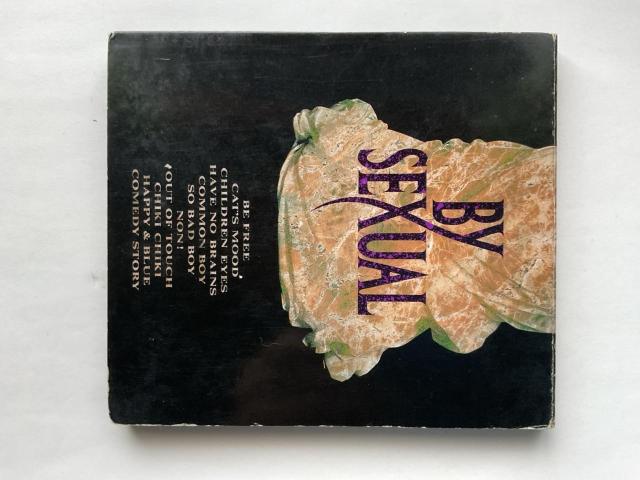 BY
SEXUAL
BE FREE
CAT'S MOOD
CHILDREN EYES
HAVE NO BRAINS
COMMON BOY
SO BAD BOY
NON!
OUT OF TOUCH
CHIKI CHIKI
HAPPY & BLUE
COMEDY STORY